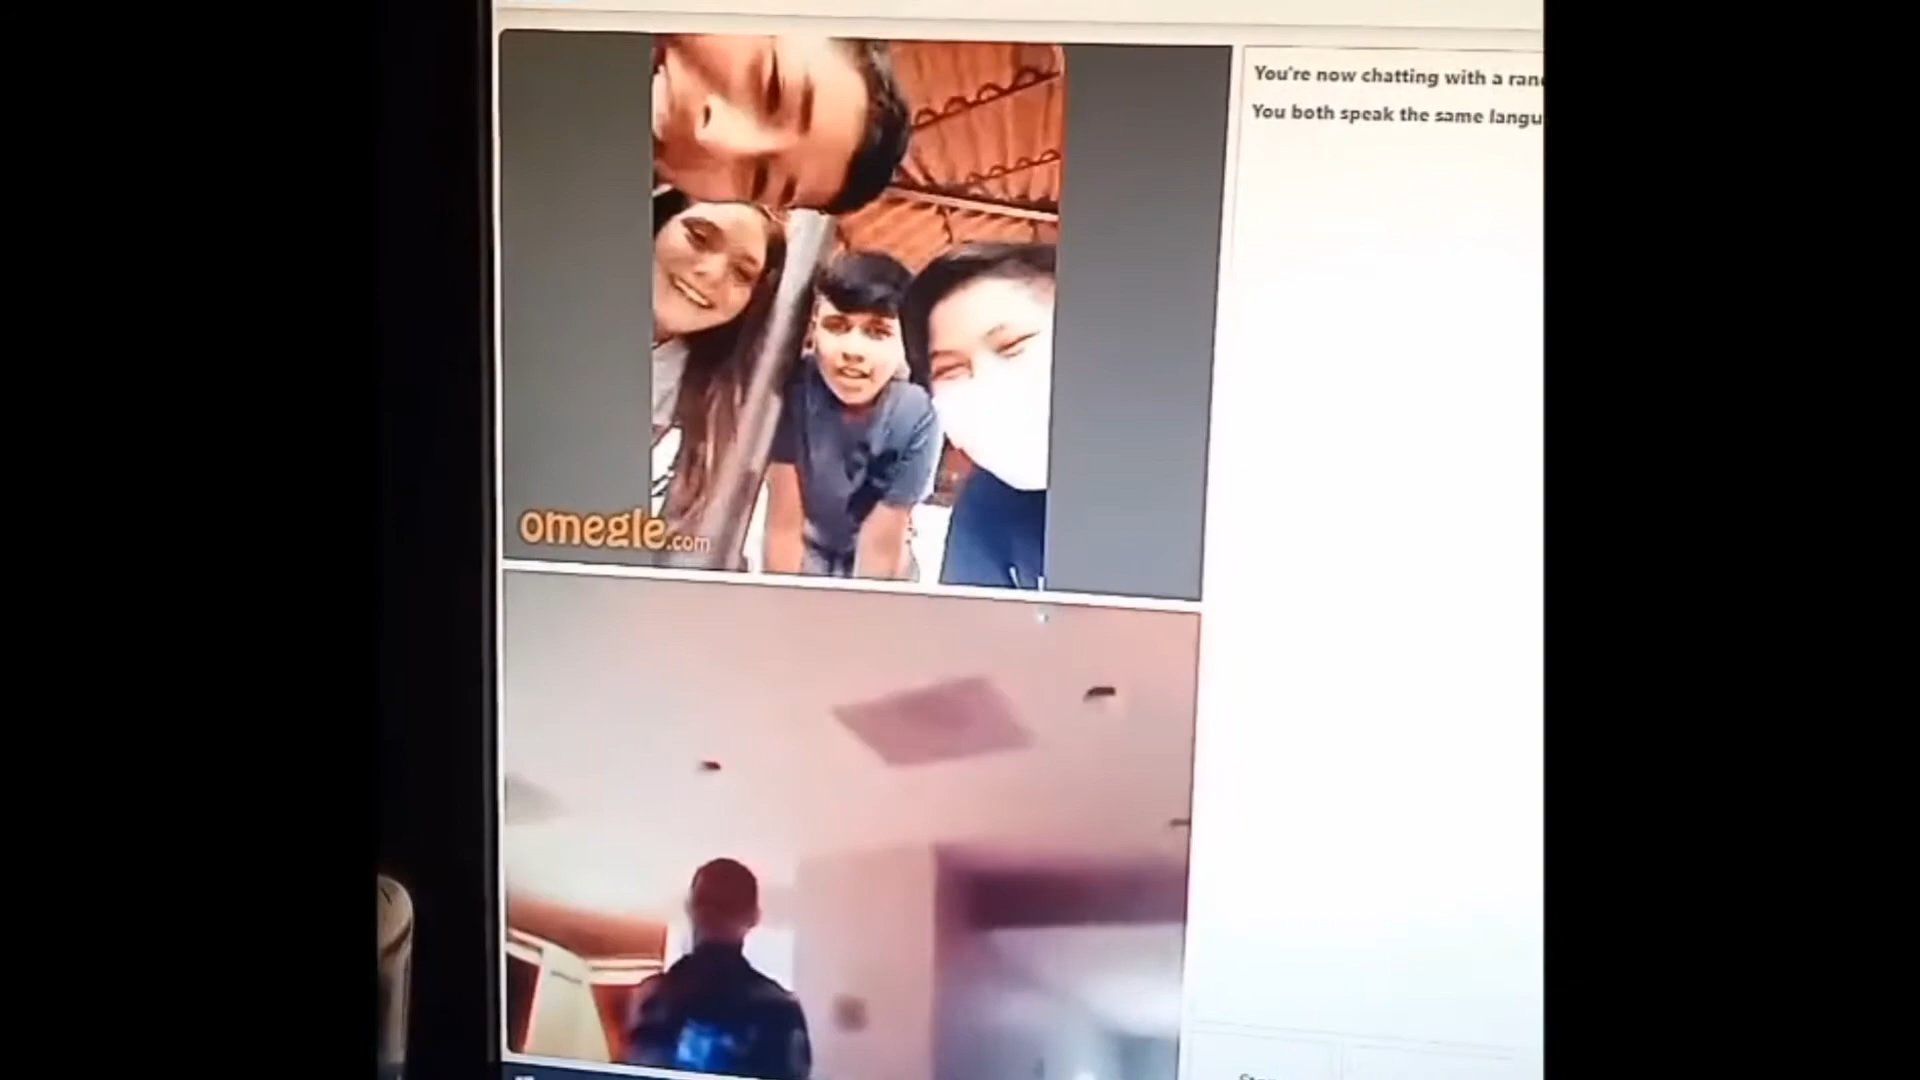 You're now chatting with a ran
You both speak the same langu
omegle.com